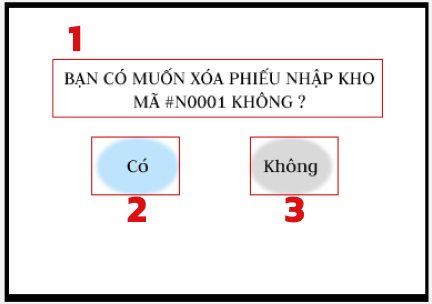 1
BẠN CÓ MUỐN XÓA PHIẾU NHẬP KHO
MÃ #N0001 KHÔNG ?
Có
Không
2
3